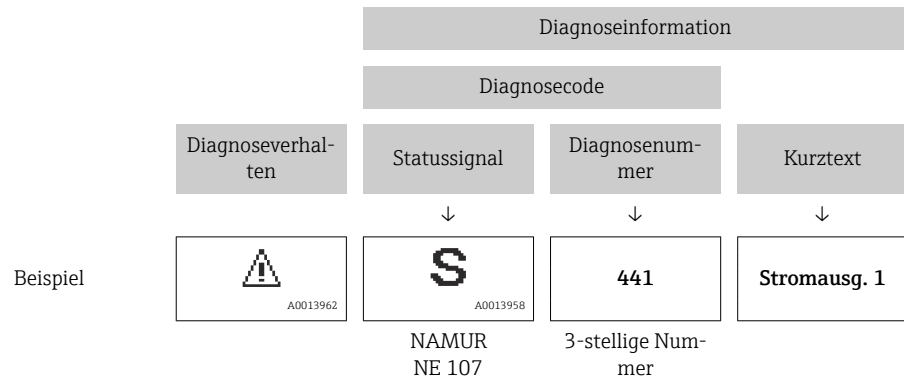 Diagnoseinformation
Diagnosecode
Diagnoseverhal-
ten
Statussignal
Diagnosenum-
mer
Kurztext
↓ ↓ ↓
Beispiel
A0013962
S
A0013958
441
Stromausg. 1
NAMUR
NE 107
3-stellige Num-
mer